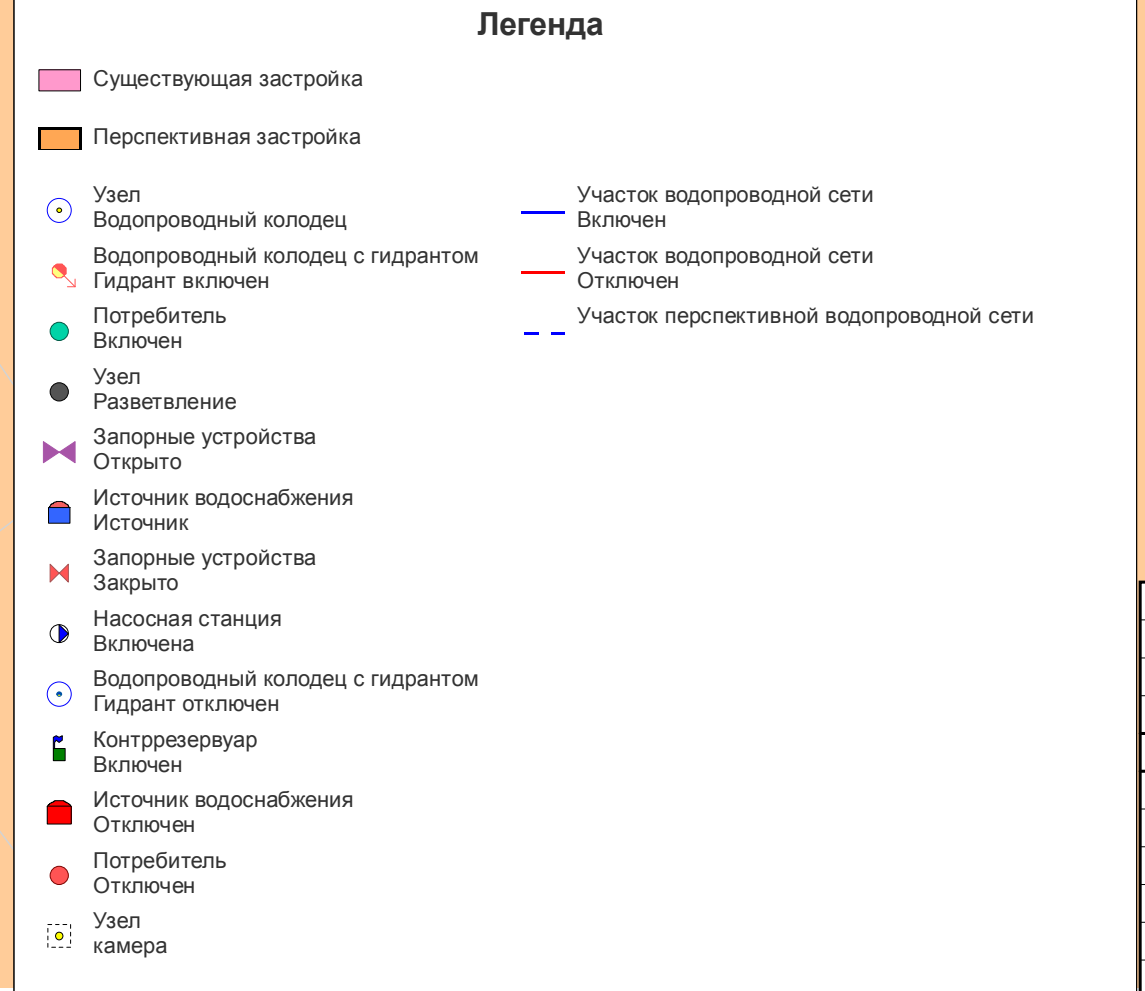 Легенда
Существующая застройка
Перспективная застройка
Узел
Водопроводный колодец
Водопроводный колодец с гидрантом
Гидрант включен
Потребитель
Включен
Узел
Разветвление
Запорные устройства
Открыто
Источник водоснабжения
Источник
Запорные устройства
Закрыто
Насосная станция
Включена
Водопроводный колодец с гидрантом
Гидрант отключен
Контррезервуар
Включен
Источник водоснабжения
Отключен
Потребитель
Отключен
Узел
камера
Участок водопроводной сети
Включен
Участок водопроводной сети
Отключен
Участок перспективной водопроводной сети